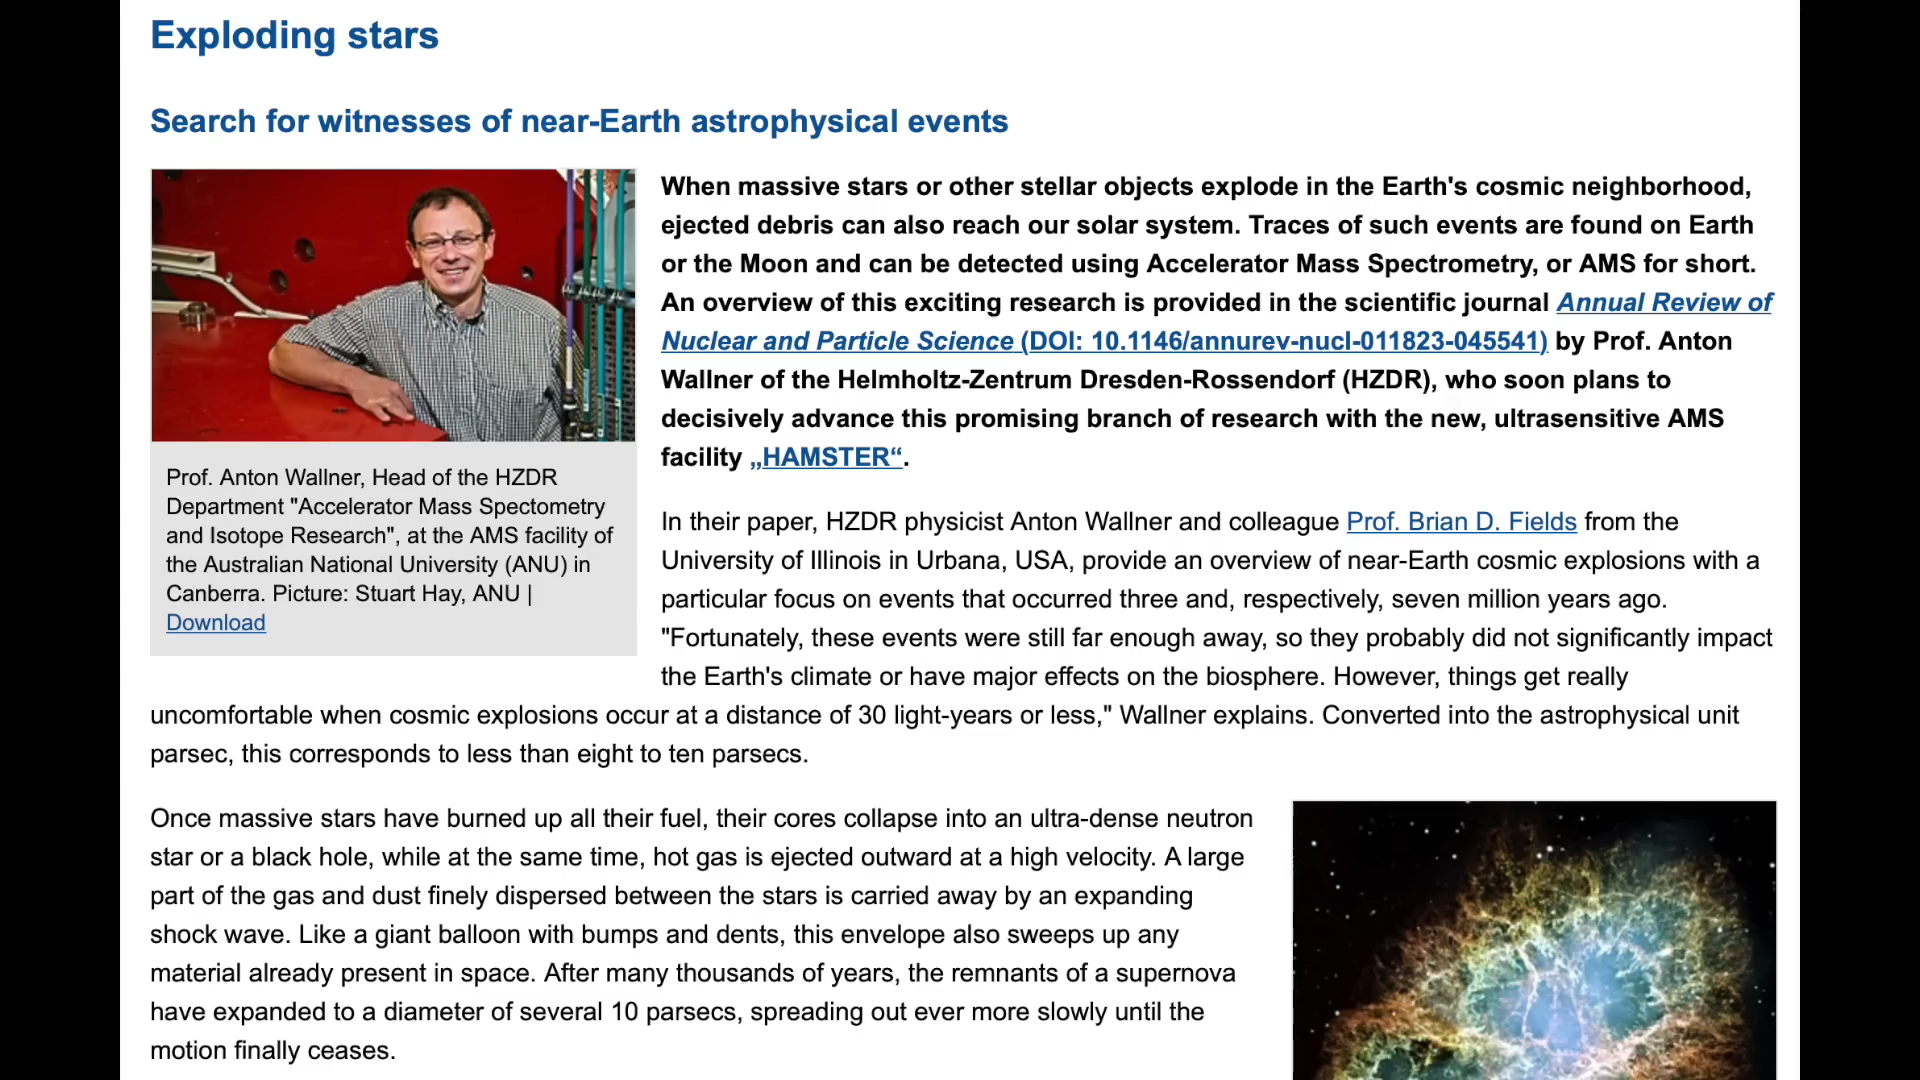 Exploding stars
Search for witnesses of near-Earth astrophysical events
When massive stars or other stellar objects explode in the Earth's cosmic neighborhood,
ejected debris can also reach our solar system. Traces of such events are found on Earth
or the Moon and can be detected using Accelerator Mass Spectrometry, or AMS for short.
An overview of this exciting research is provided in the scientific journal Annual Review of
Nuclear and Particle Science (DOI: 10.1146/annurev-nucl-011823-045541) by Prof. Anton
Wallner of the Helmholtz-Zentrum Dresden-Rossendorf (HZDR), who soon plans to
decisively advance this promising branch of research with the new, ultrasensitive AMS
facility „HAMSTER“.
Prof. Anton Wallner, Head of the HZDR
Department "Accelerator Mass Spectometry
and Isotope Research", at the AMS facility of
the Australian National University (ANU) in
Canberra. Picture: Stuart Hay, ANU |
Download
In their paper, HZDR physicist Anton Wallner and colleague Prof. Brian D. Fields from the
University of Illinois in Urbana, USA, provide an overview of near-Earth cosmic explosions with a
particular focus on events that occurred three and, respectively, seven million years ago.
"Fortunately, these events were still far enough away, so they probably did not significantly impact
the Earth's climate or have major effects on the biosphere. However, things get really
uncomfortable when cosmic explosions occur at a distance of 30 light-years or less," Wallner explains. Converted into the astrophysical unit
parsec, this corresponds to less than eight to ten parsecs.
Once massive stars have burned up all their fuel, their cores collapse into an ultra-dense neutron
star or a black hole, while at the same time, hot gas is ejected outward at a high velocity. A large
part of the gas and dust finely dispersed between the stars is carried away by an expanding
shock wave. Like a giant balloon with bumps and dents, this envelope also sweeps up any
material already present in space. After many thousands of years, the remnants of a supernova
have expanded to a diameter of several 10 parsecs, spreading out ever more slowly until the
motion finally ceases.